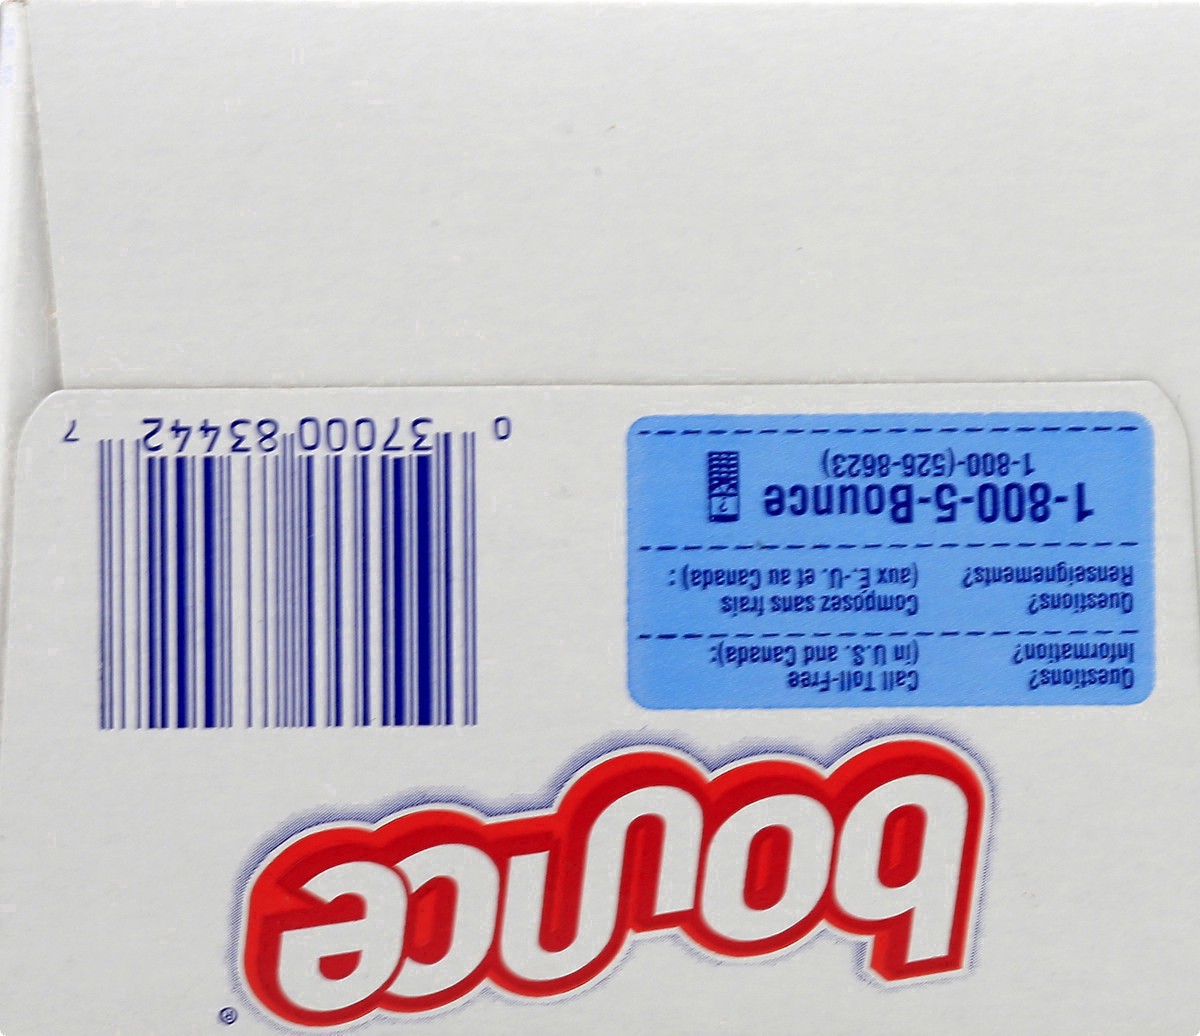 bounce®
Questions? Call Toll-Free
Information? (in U.S. and Canada):
Questions? Composez sans frais
Renseignements? (aux É.-U. et au Canada) :
1-800-5-Bounce
1-800-(526-8623)
0 37000 83442 7